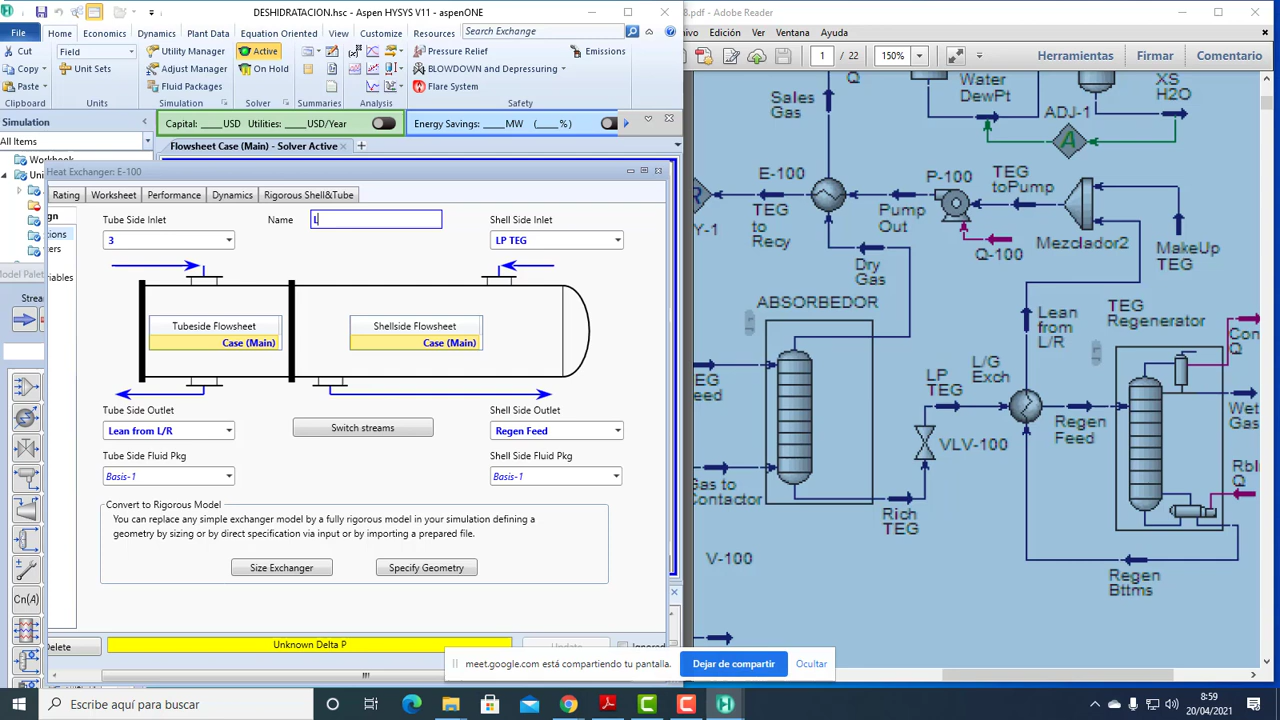 DESHIDRATACION.hsc - Aspen HYSYS V11 - aspenONE
File
Home
Economics
Dynamics
Plant Data
Equation Oriented
View
Customize
Resources
Search Exchange
Cut
Copy
Paste
Clipboard
Field
Unit Sets
Units
Utility Manager
Adjust Manager
Fluid Packages
Simulation
Active
On Hold
Solver
Summaries
Analysis
Pressure Relief
BLOWDOWN and Depressuring
Flare System
Emissions
Safety
Simulation
All Items
Capital: ____USD Utilities: ____USD/Year
Energy Savings: ____MW (____%)
Flowsheet Case (Main) - Solver Active
Heat Exchanger: E-100
Rating
Worksheet
Performance
Dynamics
Rigorous Shell&Tube
Tube Side Inlet
3
Name
L
Shell Side Inlet
LP TEG
Tubeside Flowsheet
Case (Main)
Shellside Flowsheet
Case (Main)
Tube Side Outlet
Lean from L/R
Switch streams
Shell Side Outlet
Regen Feed
Tube Side Fluid Pkg
Basis-1
Shell Side Fluid Pkg
Basis-1
Convert to Rigorous Model
You can replace any simple exchanger model by a fully rigorous model in your simulation defining a
geometry by sizing or by direct specification via input or by importing a prepared file.
Size Exchanger
Specify Geometry
Unknown Delta P
Update
Ignored
Cn(A)
meet.google.com está compartiendo tu pantalla.
Dejar de compartir
Ocultar
.pdf - Adobe Reader
Edición
Ver
Ventana
Ayuda
1 / 22
150%
Herramientas
Firmar
Comentario
Q
Water
DewPt
XS
H2O
Sales
Gas
ADJ-1
A
E-100
P-100
TEG
toPump
TEG
to
Recy
Pump
Out
Mezclador2
MakeUp
TEG
Q-100
Dry
Gas
ABSORBEDOR
Lean
from
L/R
TEG
Regenerator
LP
TEG
L/G
Exch
Regen
Feed
VLV-100
Rich
TEG
V-100
Regen
Bttms
Escribe aquí para buscar
8:59
20/04/2021